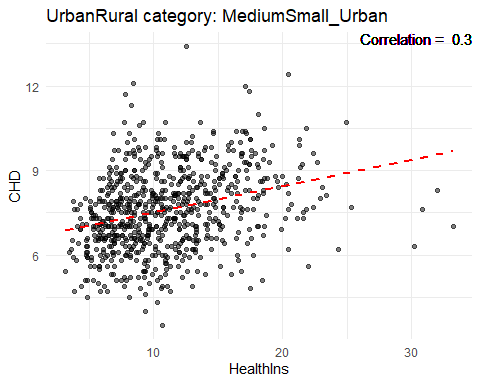 UrbanRural category: MediumSmall_Urban
Correlation = 0.3
12
9
6
CHD
10 20 30
HealthIns